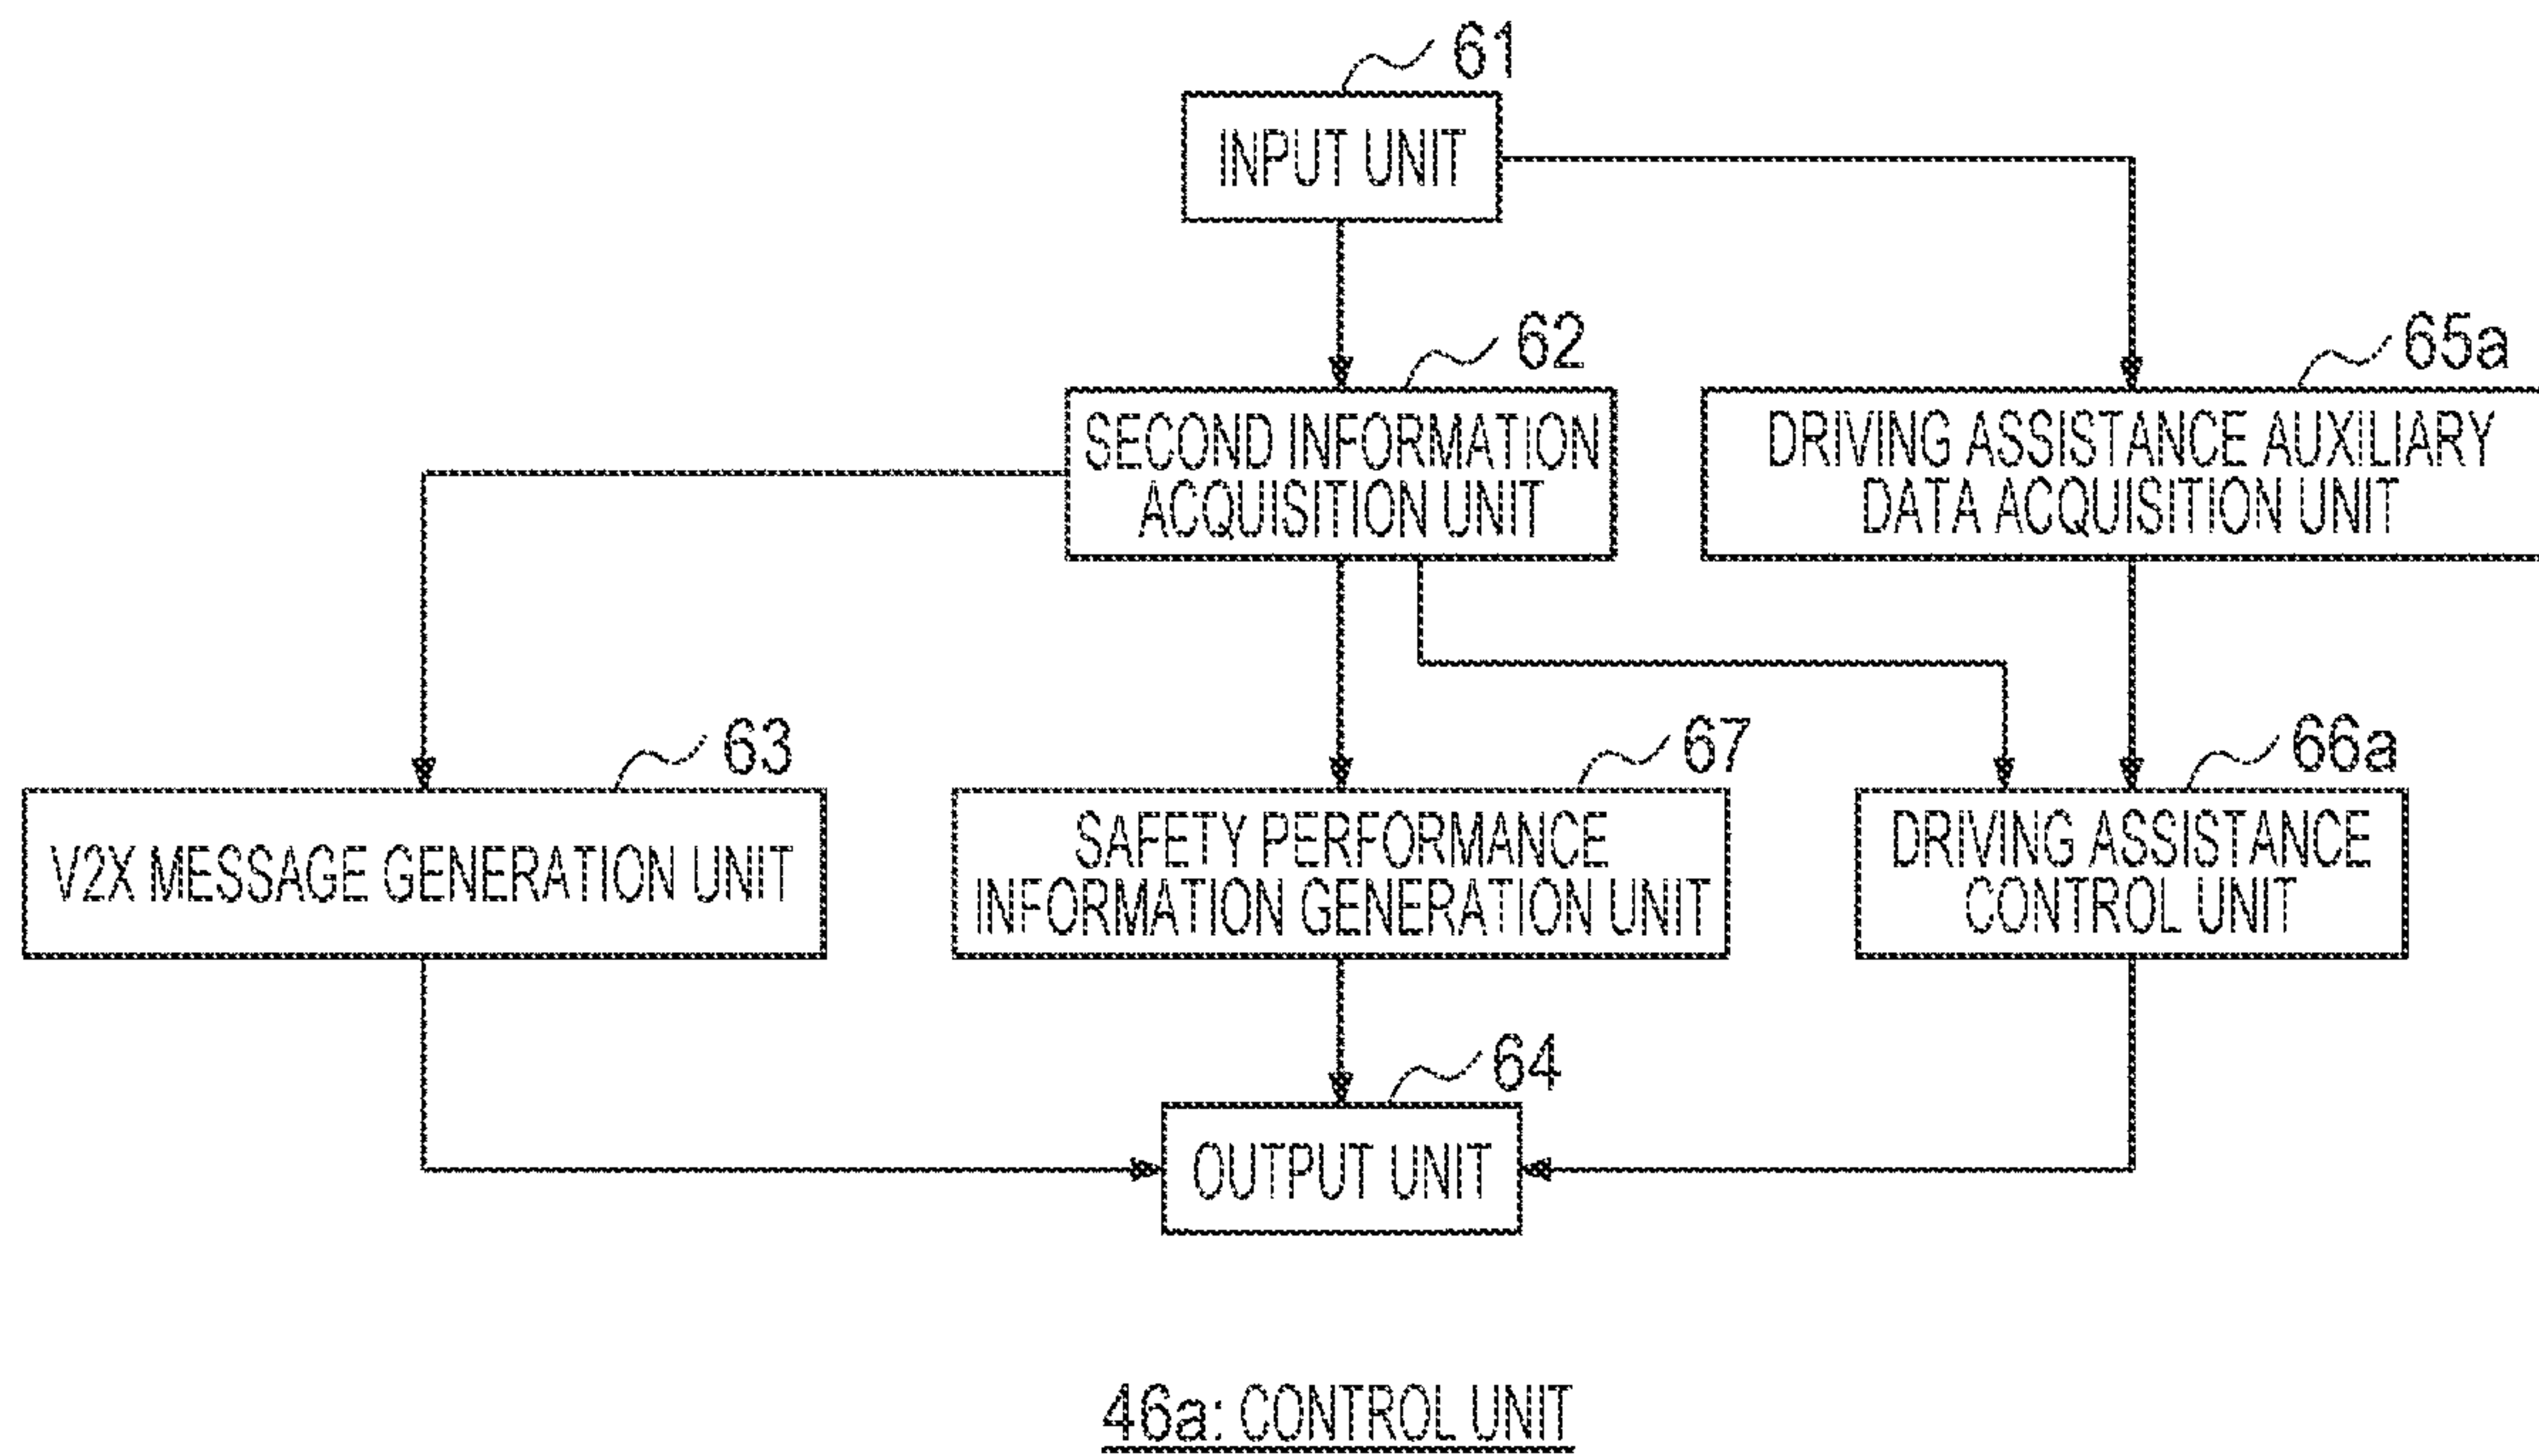 61
INPUT UNIT
62
SECOND INFORMATION
ACQUISITION UNIT
65a
DRIVING ASSISTANCE AUXILIARY
DATA ACQUISITION UNIT
63
V2X MESSAGE GENERATION UNIT
67
SAFETY PERFORMANCE
INFORMATION GENERATION UNIT
66a
DRIVING ASSISTANCE
CONTROL UNIT
64
OUTPUT UNIT
46a: CONTROL UNIT